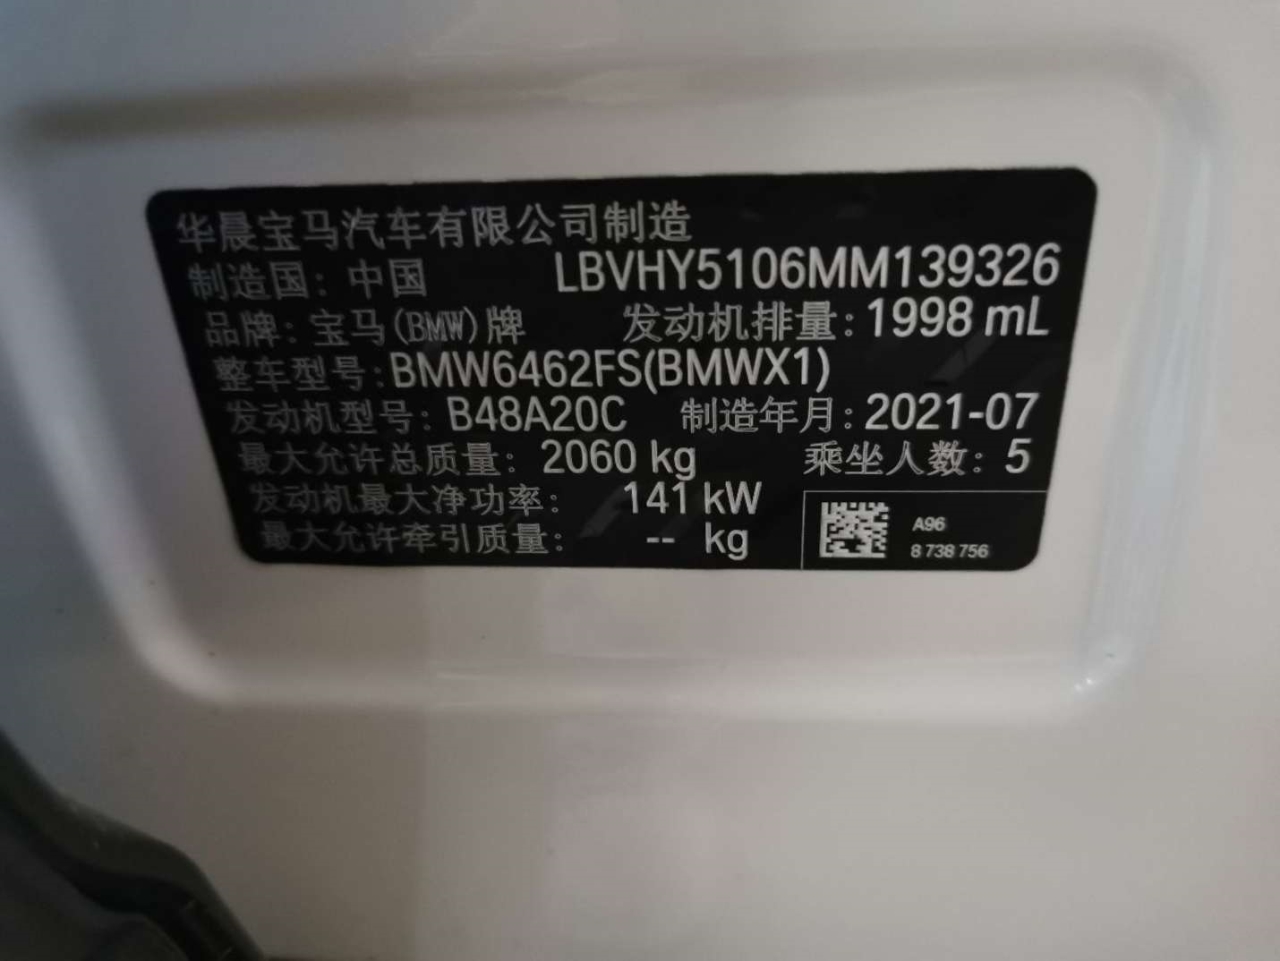 华晨宝马汽车有限公司制造
制造国：中国 LBVHY5106MM139326
品牌：宝马(BMW)牌 发动机排量：1998 mL
整车型号：BMW6462FS(BMWX1)
发动机型号：B48A20C 制造年月：2021-07
最大允许总质量：2060 kg 乘坐人数：5
发动机最大净功率：141 kW
最大允许牵引质量：-- kg
A96
8 738 756